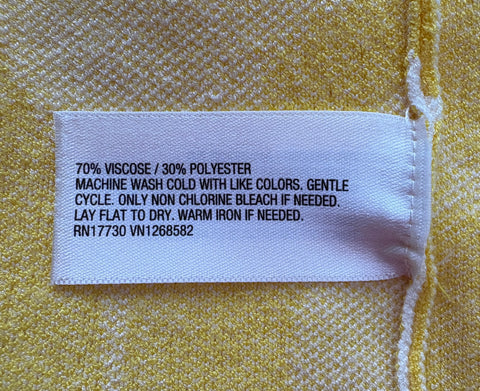 70% VISCOSE / 30% POLYESTER
MACHINE WASH COLD WITH LIKE COLORS. GENTLE
CYCLE. ONLY NON CHLORINE BLEACH IF NEEDED.
LAY FLAT TO DRY. WARM IRON IF NEEDED.
RN17730 VN1268582